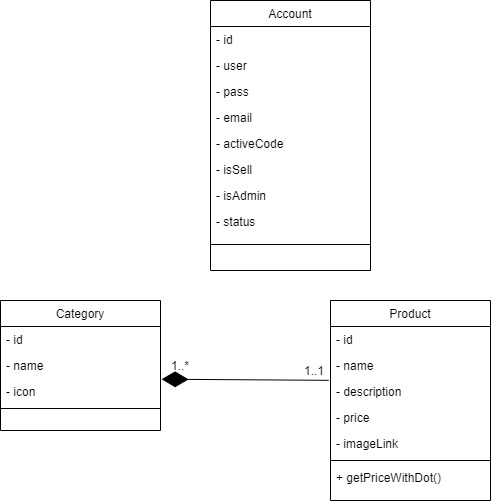 Account
- id
- user
- pass
- email
- activeCode
- isSell
- isAdmin
- status
Category
- id
- name
- icon
1..*
1..1
Product
- id
- name
- description
- price
- imageLink
+ getPriceWithDot()